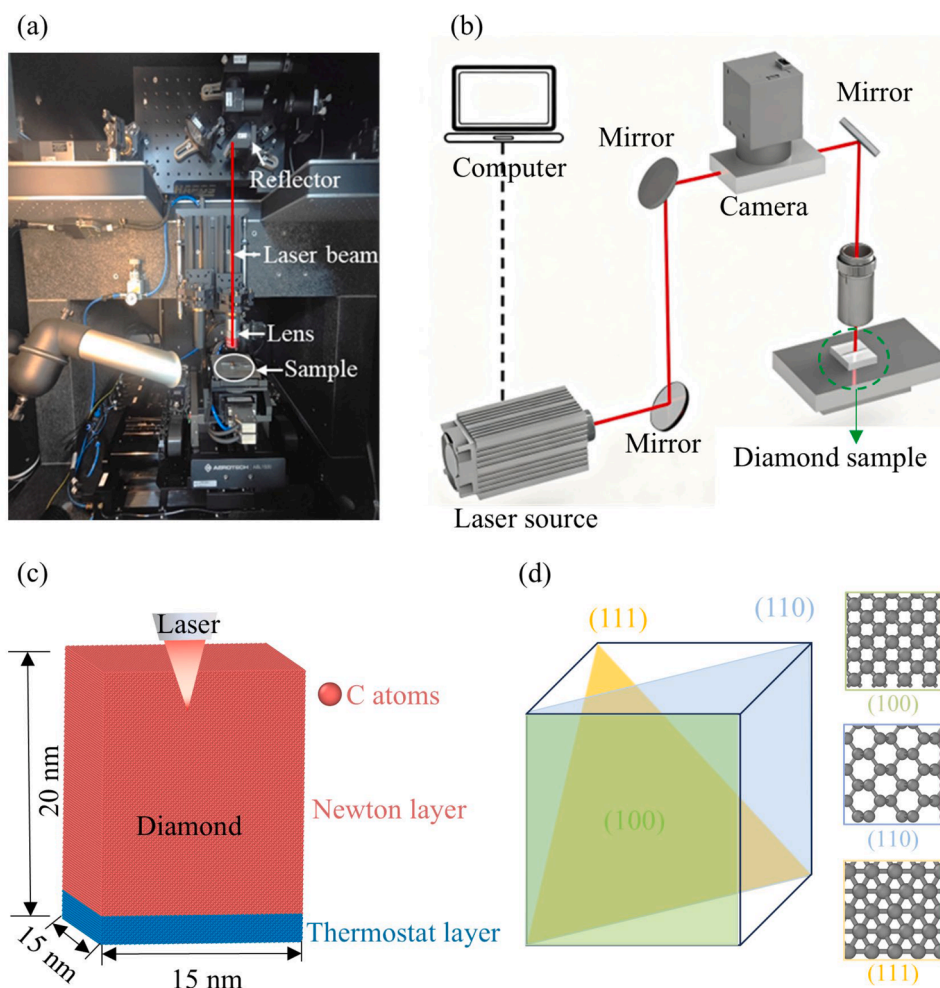 (a)
Reflector
Laser beam
Lens
Sample
AEROTECH
(b)
Computer
Mirror
Mirror
Camera
Mirror
Laser source
Diamond sample
(c)
Laser
C atoms
20 nm
Newton layer
Diamond
Thermostat layer
15 nm
15 nm
(d)
(111)
(110)
(100)
(100)
(110)
(111)